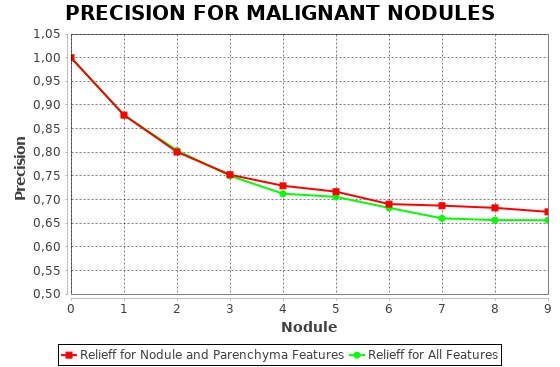 PRECISION FOR MALIGNANT NODULES
1,05
1,00
0,95
0,90
0,85
0,80
0,75
0,70
0,65
0,60
0,55
0,50
Precision
0 1 2 3 4 5 6 7 8 9
Nodule
Relieff for Nodule and Parenchyma Features Relieff for All Features